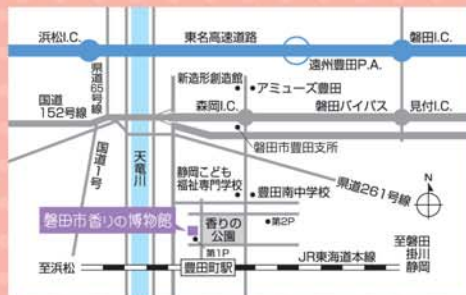 浜松I.C.
東名高速道路
磐田I.C.
遠州豊田P.A.
県道65号線
新造形創造館
アミューズ豊田
国道
152号線
森岡I.C.
磐田バイパス
見付I.C.
磐田市豊田支所
国道1号
天竜川
静岡こども
福祉専門学校
豊田南中学校
県道261号線
N
磐田市香りの博物館
香りの
公園
第2P
第1P
JR東海道本線
至浜松
豊田町駅
至磐田
掛川
静岡